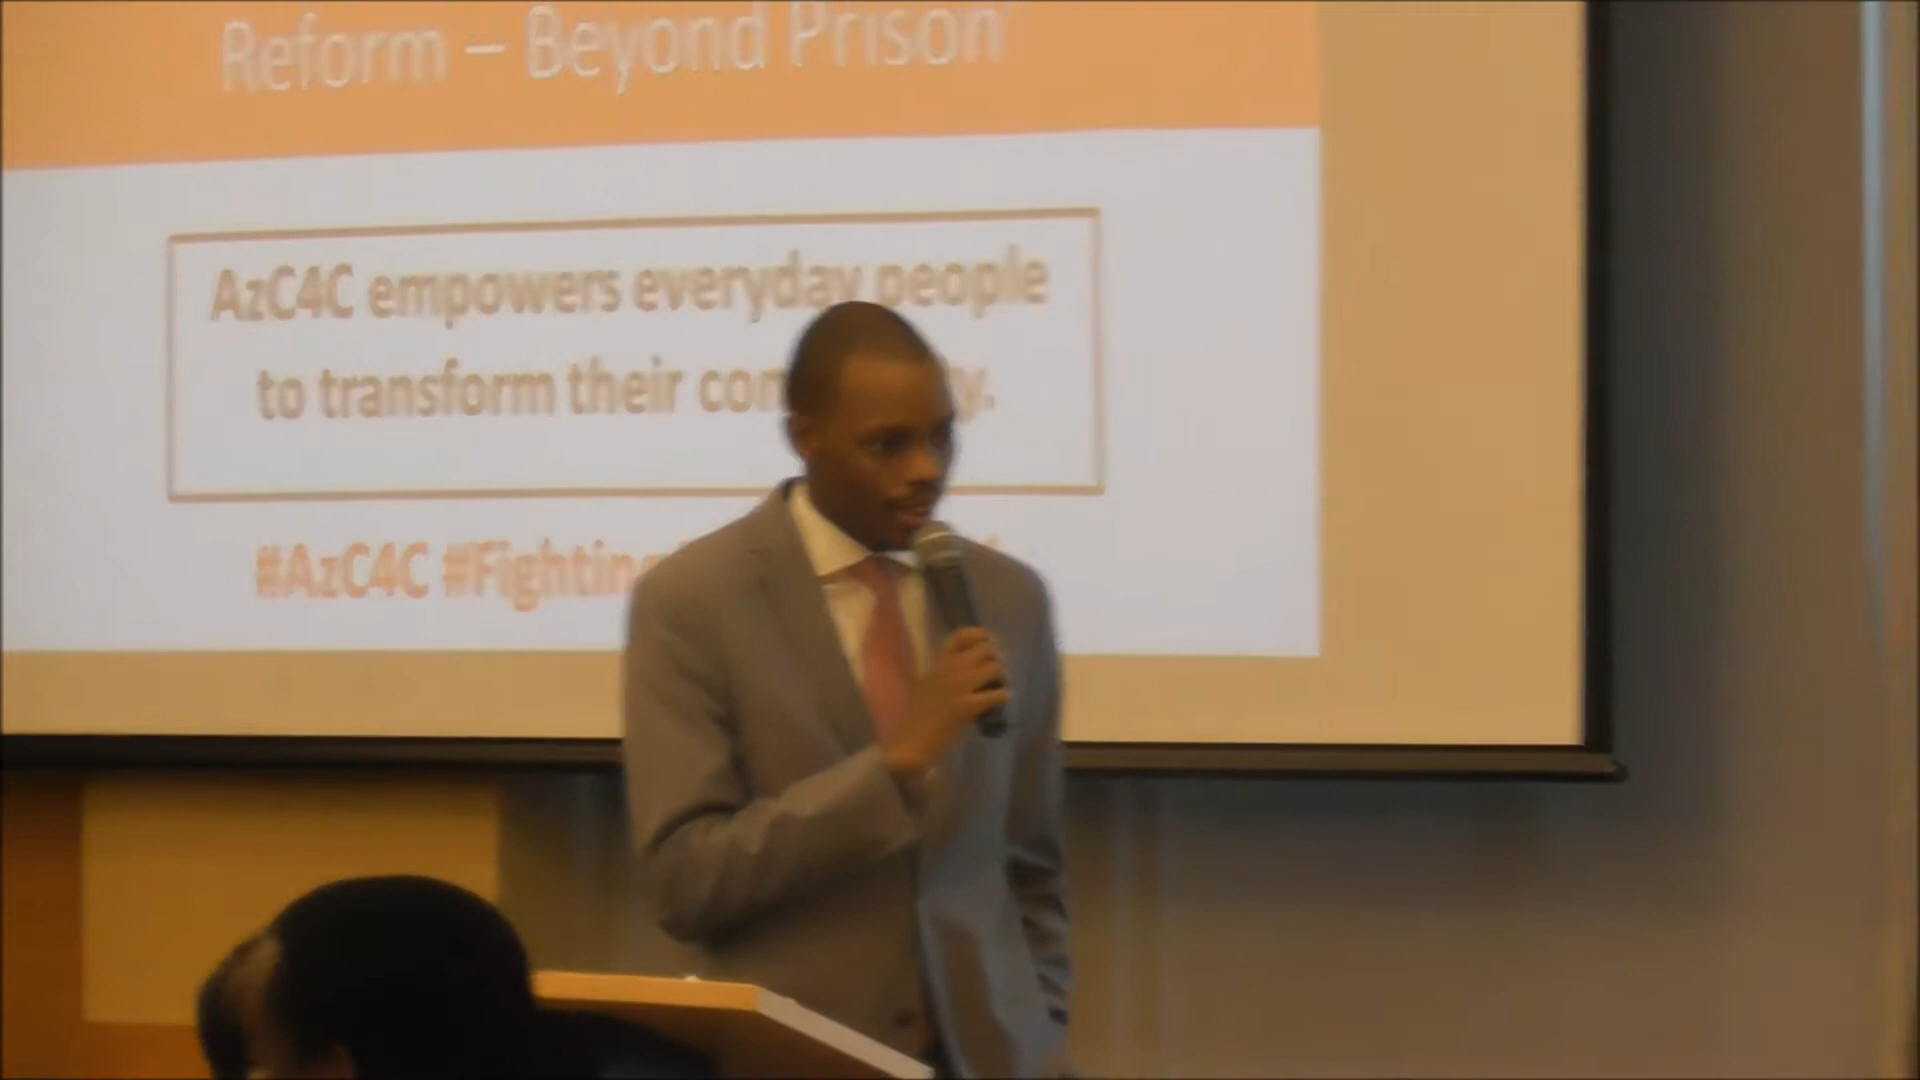 Reform – Beyond Prison'
AzC4C empowers everyday people
to transform their
#AzC4C